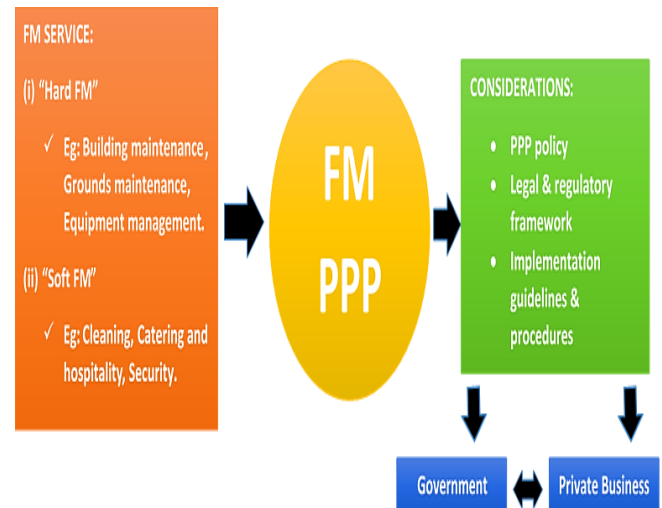 FM SERVICE:
(i) “Hard FM”
✓ Eg: Building maintenance,
Grounds maintenance,
Equipment management.
(ii) “Soft FM”
✓ Eg: Cleaning, Catering and
hospitality, Security.
FM
PPP
CONSIDERATIONS:
• PPP policy
• Legal & regulatory
framework
• Implementation
guidelines &
procedures
Government
Private Business